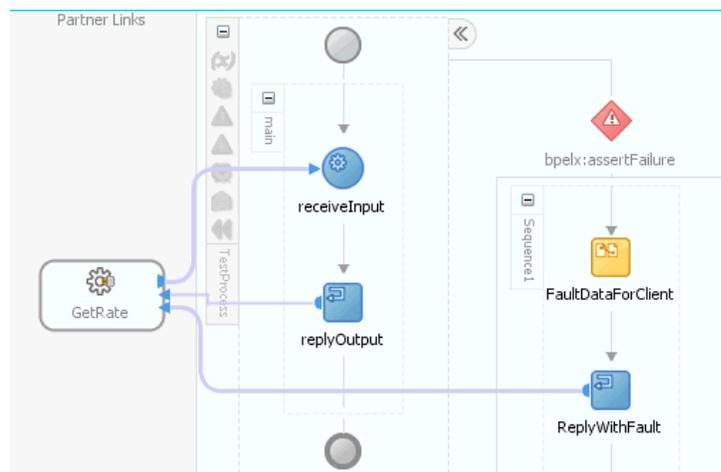 Partner Links
main
bpelx:assertFailure
receiveInput
Sequence1
TestProcess
FaultDataForClient
GetRate
replyOutput
ReplyWithFault